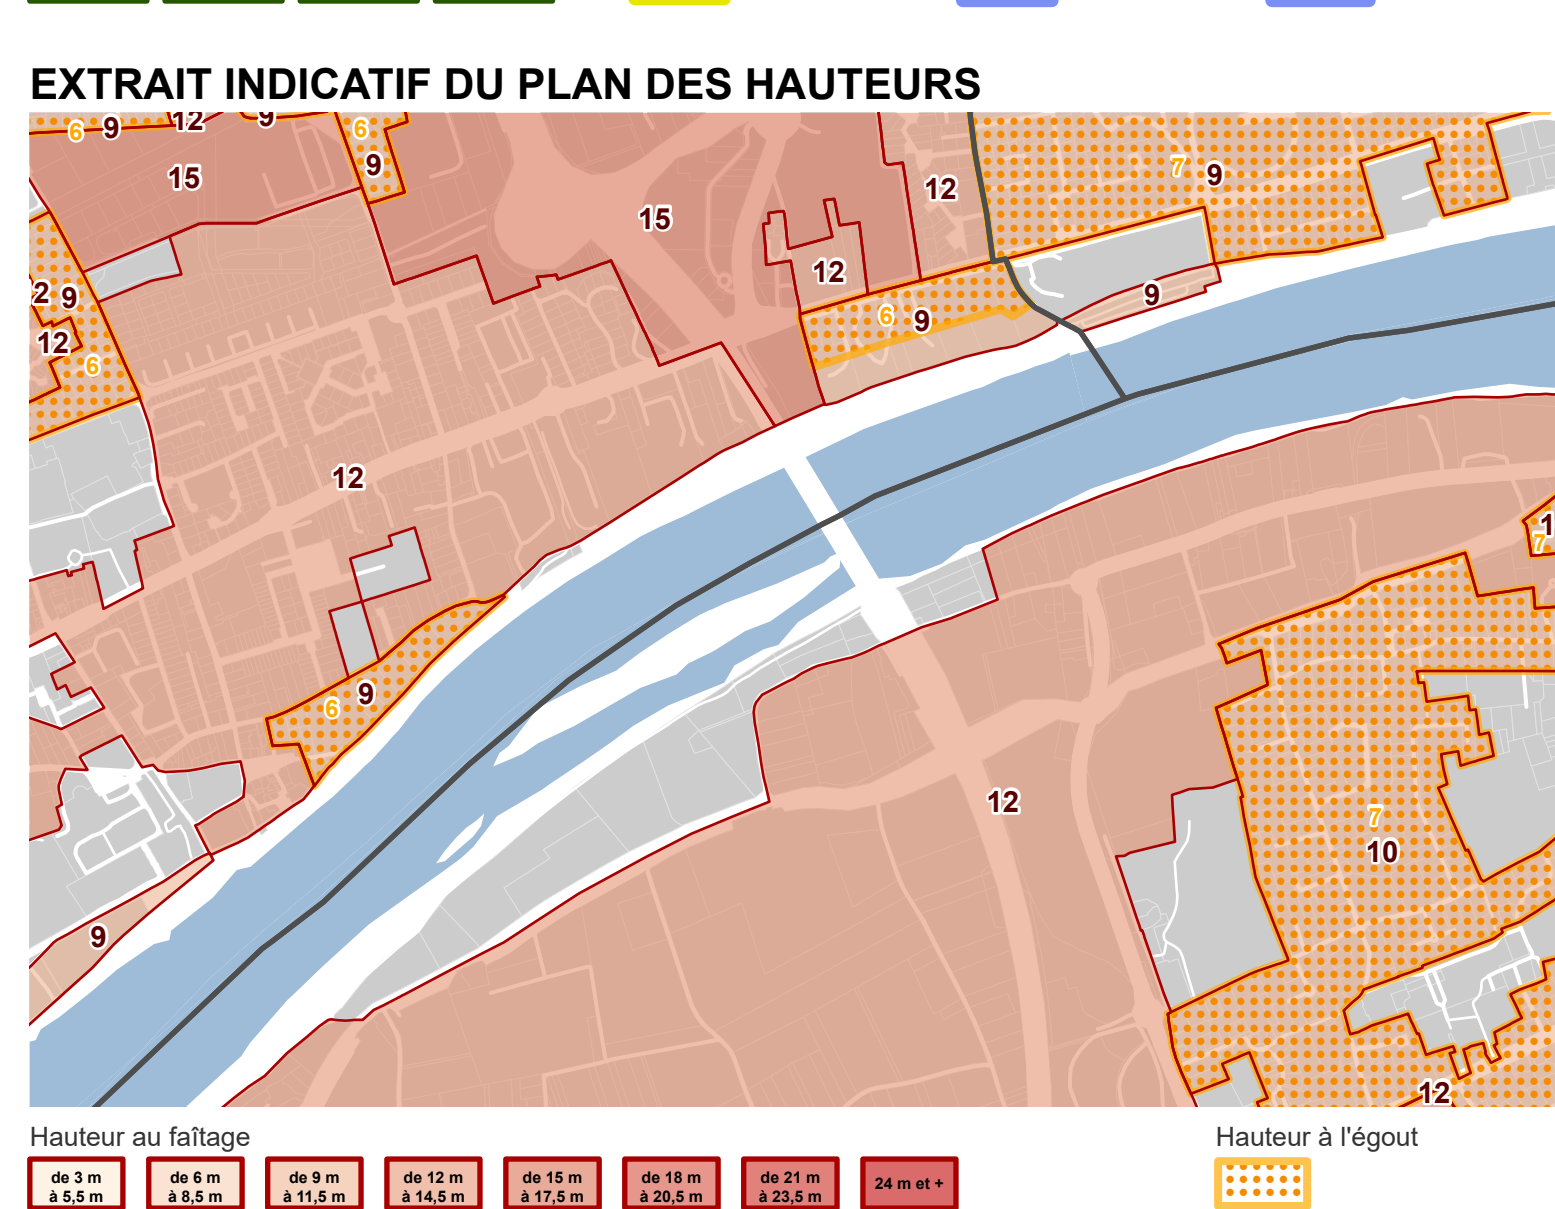 EXTRAIT INDICATIF DU PLAN DES HAUTEURS
6 9 12 9 6
9
15
12
7 9
15
2 9
12
9
6 9
12
6
12
1
7
6 9
12
7
10
9
12
Hauteur au faîtage
Hauteur à l'égout
de 3 m
à 5,5 m
de 6 m
à 8,5 m
de 9 m
à 11,5 m
de 12 m
à 14,5 m
de 15 m
à 17,5 m
de 18 m
à 20,5 m
de 21 m
à 23,5 m
24 m et +